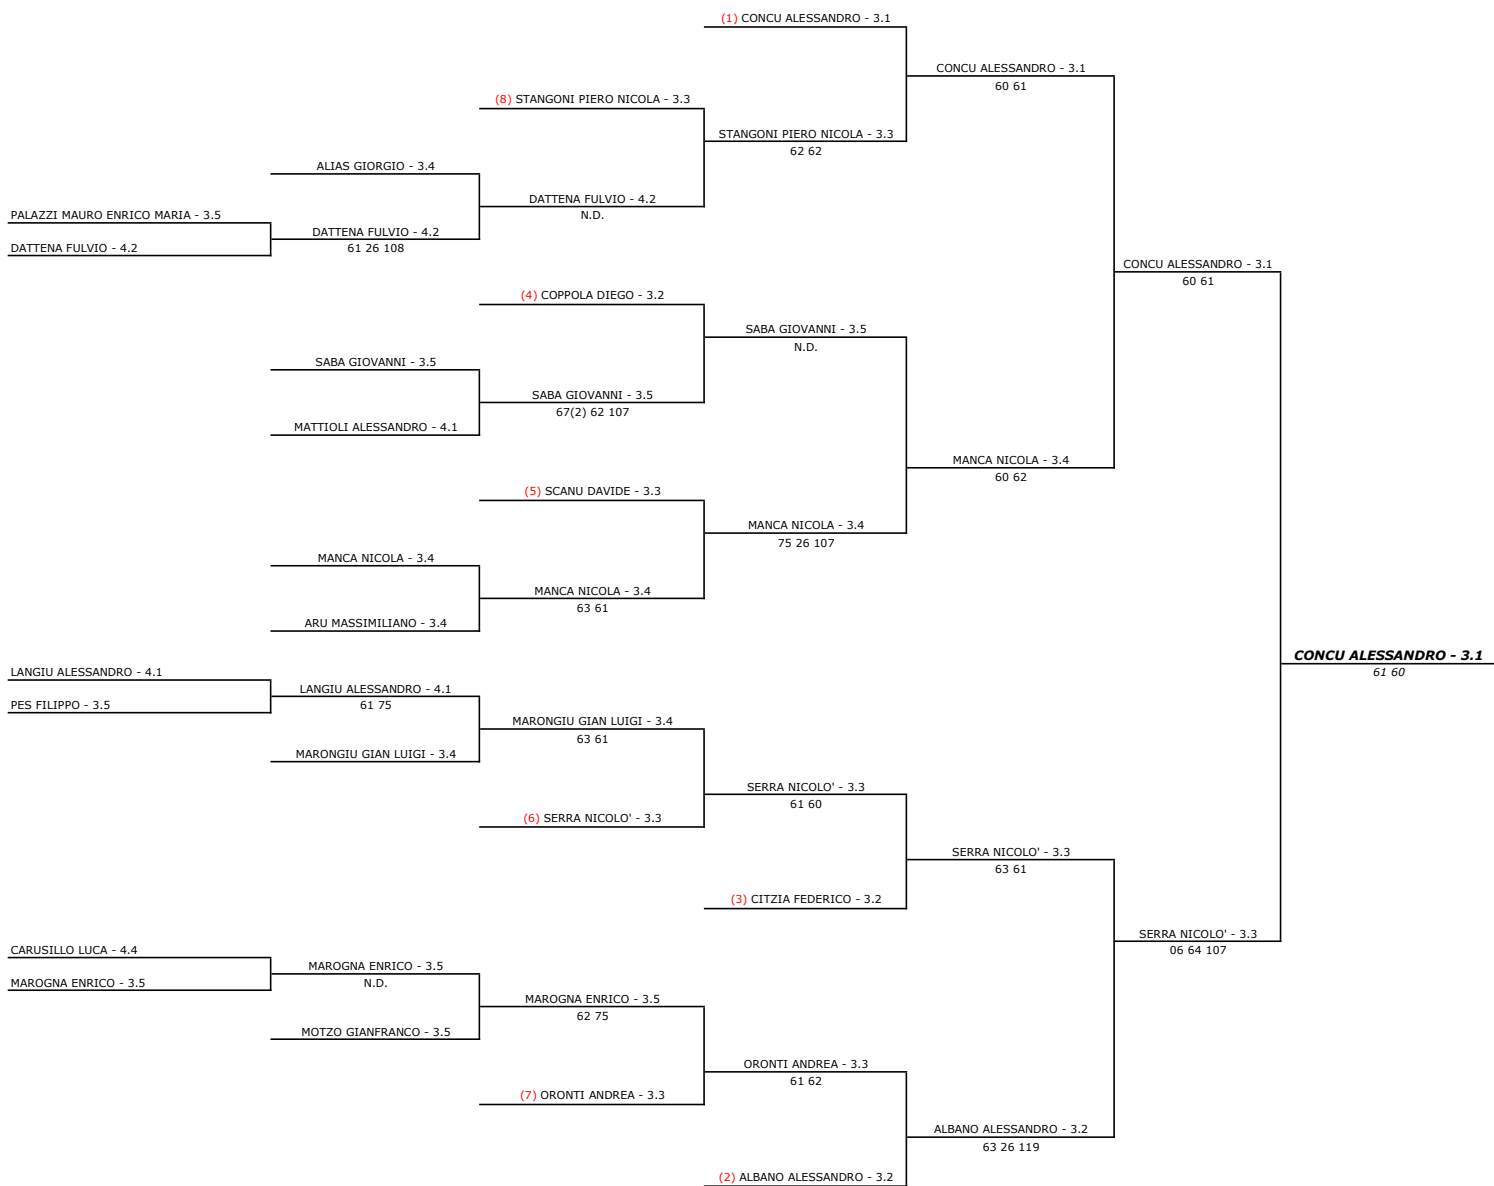 (1) CONCU ALESSANDRO - 3.1
CONCU ALESSANDRO - 3.1
60 61
(8) STANGONI PIERO NICOLA - 3.3
STANGONI PIERO NICOLA - 3.3
62 62
ALIAS GIORGIO - 3.4
DATTENA FULVIO - 4.2
N.D.
PALAZZI MAURO ENRICO MARIA - 3.5
DATTENA FULVIO - 4.2
61 26 108
DATTENA FULVIO - 4.2
CONCU ALESSANDRO - 3.1
60 61
(4) COPPOLA DIEGO - 3.2
SABA GIOVANNI - 3.5
N.D.
SABA GIOVANNI - 3.5
SABA GIOVANNI - 3.5
67(2) 62 107
MATTIOLI ALESSANDRO - 4.1
MANCA NICOLA - 3.4
60 62
(5) SCANU DAVIDE - 3.3
MANCA NICOLA - 3.4
75 26 107
MANCA NICOLA - 3.4
MANCA NICOLA - 3.4
63 61
ARU MASSIMILIANO - 3.4
CONCU ALESSANDRO - 3.1
61 60
LANGIU ALESSANDRO - 4.1
LANGIU ALESSANDRO - 4.1
61 75
PES FILIPPO - 3.5
MARONGIU GIAN LUIGI - 3.4
63 61
MARONGIU GIAN LUIGI - 3.4
SERRA NICOLO' - 3.3
61 60
(6) SERRA NICOLO' - 3.3
SERRA NICOLO' - 3.3
63 61
(3) CITZIA FEDERICO - 3.2
SERRA NICOLO' - 3.3
06 64 107
CARUSILLO LUCA - 4.4
MAROGNA ENRICO - 3.5
N.D.
MAROGNA ENRICO - 3.5
MAROGNA ENRICO - 3.5
62 75
MOTZO GIANFRANCO - 3.5
ORONTI ANDREA - 3.3
61 62
(7) ORONTI ANDREA - 3.3
ALBANO ALESSANDRO - 3.2
63 26 119
(2) ALBANO ALESSANDRO - 3.2